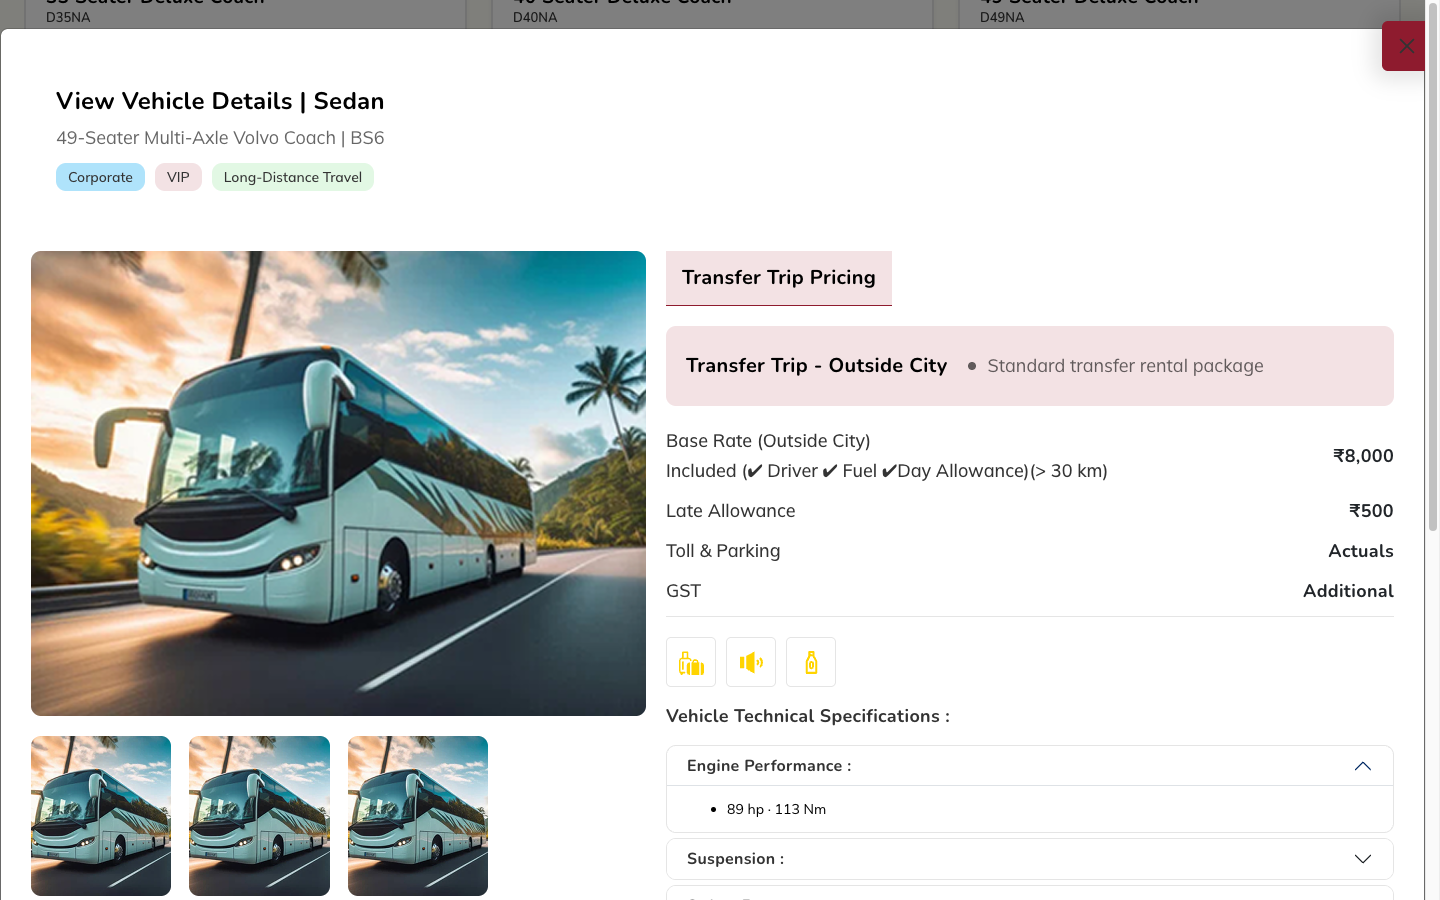 D35NA
D40NA
D49NA
View Vehicle Details | Sedan
49-Seater Multi-Axle Volvo Coach | BS6
Corporate
VIP
Long-Distance Travel
Transfer Trip Pricing
Transfer Trip - Outside City
• Standard transfer rental package
Base Rate (Outside City)
Included (✔ Driver ✔ Fuel ✔Day Allowance)(> 30 km)
₹8,000
Late Allowance
₹500
Toll & Parking
Actuals
GST
Additional
Vehicle Technical Specifications :
Engine Performance :
• 89 hp · 113 Nm
Suspension :